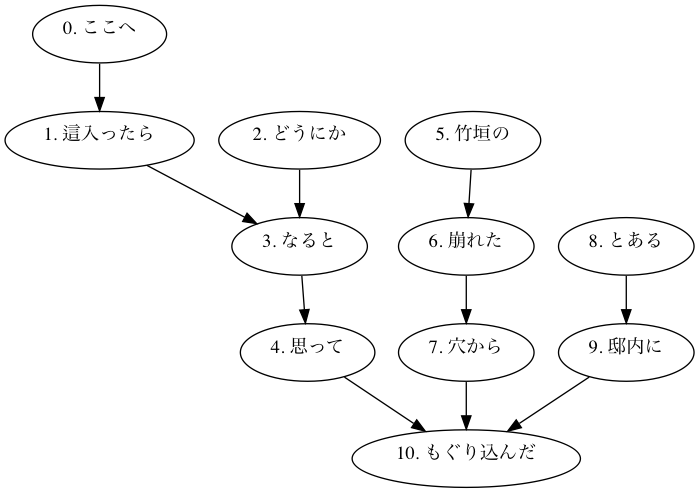 0. ここへ
1. 這入ったら
2. どうにか
5. 竹垣の
3. なると
6. 崩れた
8. とある
4. 思って
7. 穴から
9. 邸内に
10. もぐり込んだ